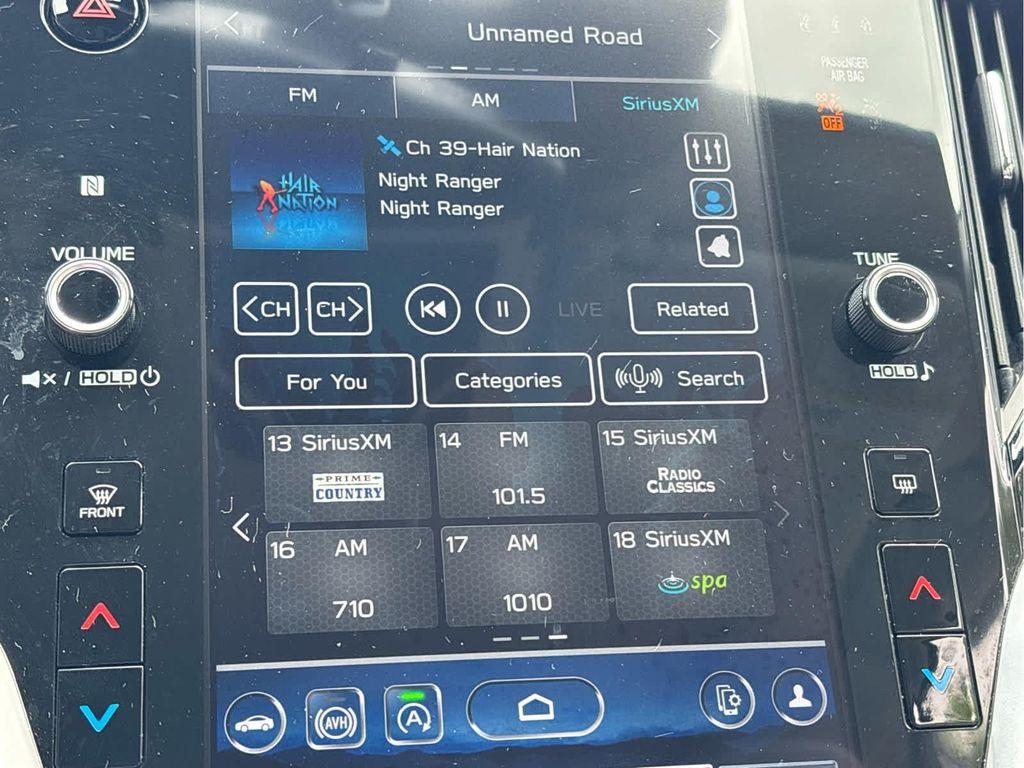 Unnamed Road
PASSENGER
AIR BAG
OFF
FM
AM
SiriusXM
Ch 39-Hair Nation
HAIR
NATION
Night Ranger
Night Ranger
VOLUME
TUNE
<CH
CH>
LIVE
Related
HOLD
HOLD
For You
Categories
Search
13 SiriusXM
PRIME
COUNTRY
14 FM
101.5
15 SiriusXM
RADIO
CLASSICS
FRONT
16 AM
710
17 AM
1010
18 SiriusXM
spa
AVH
A